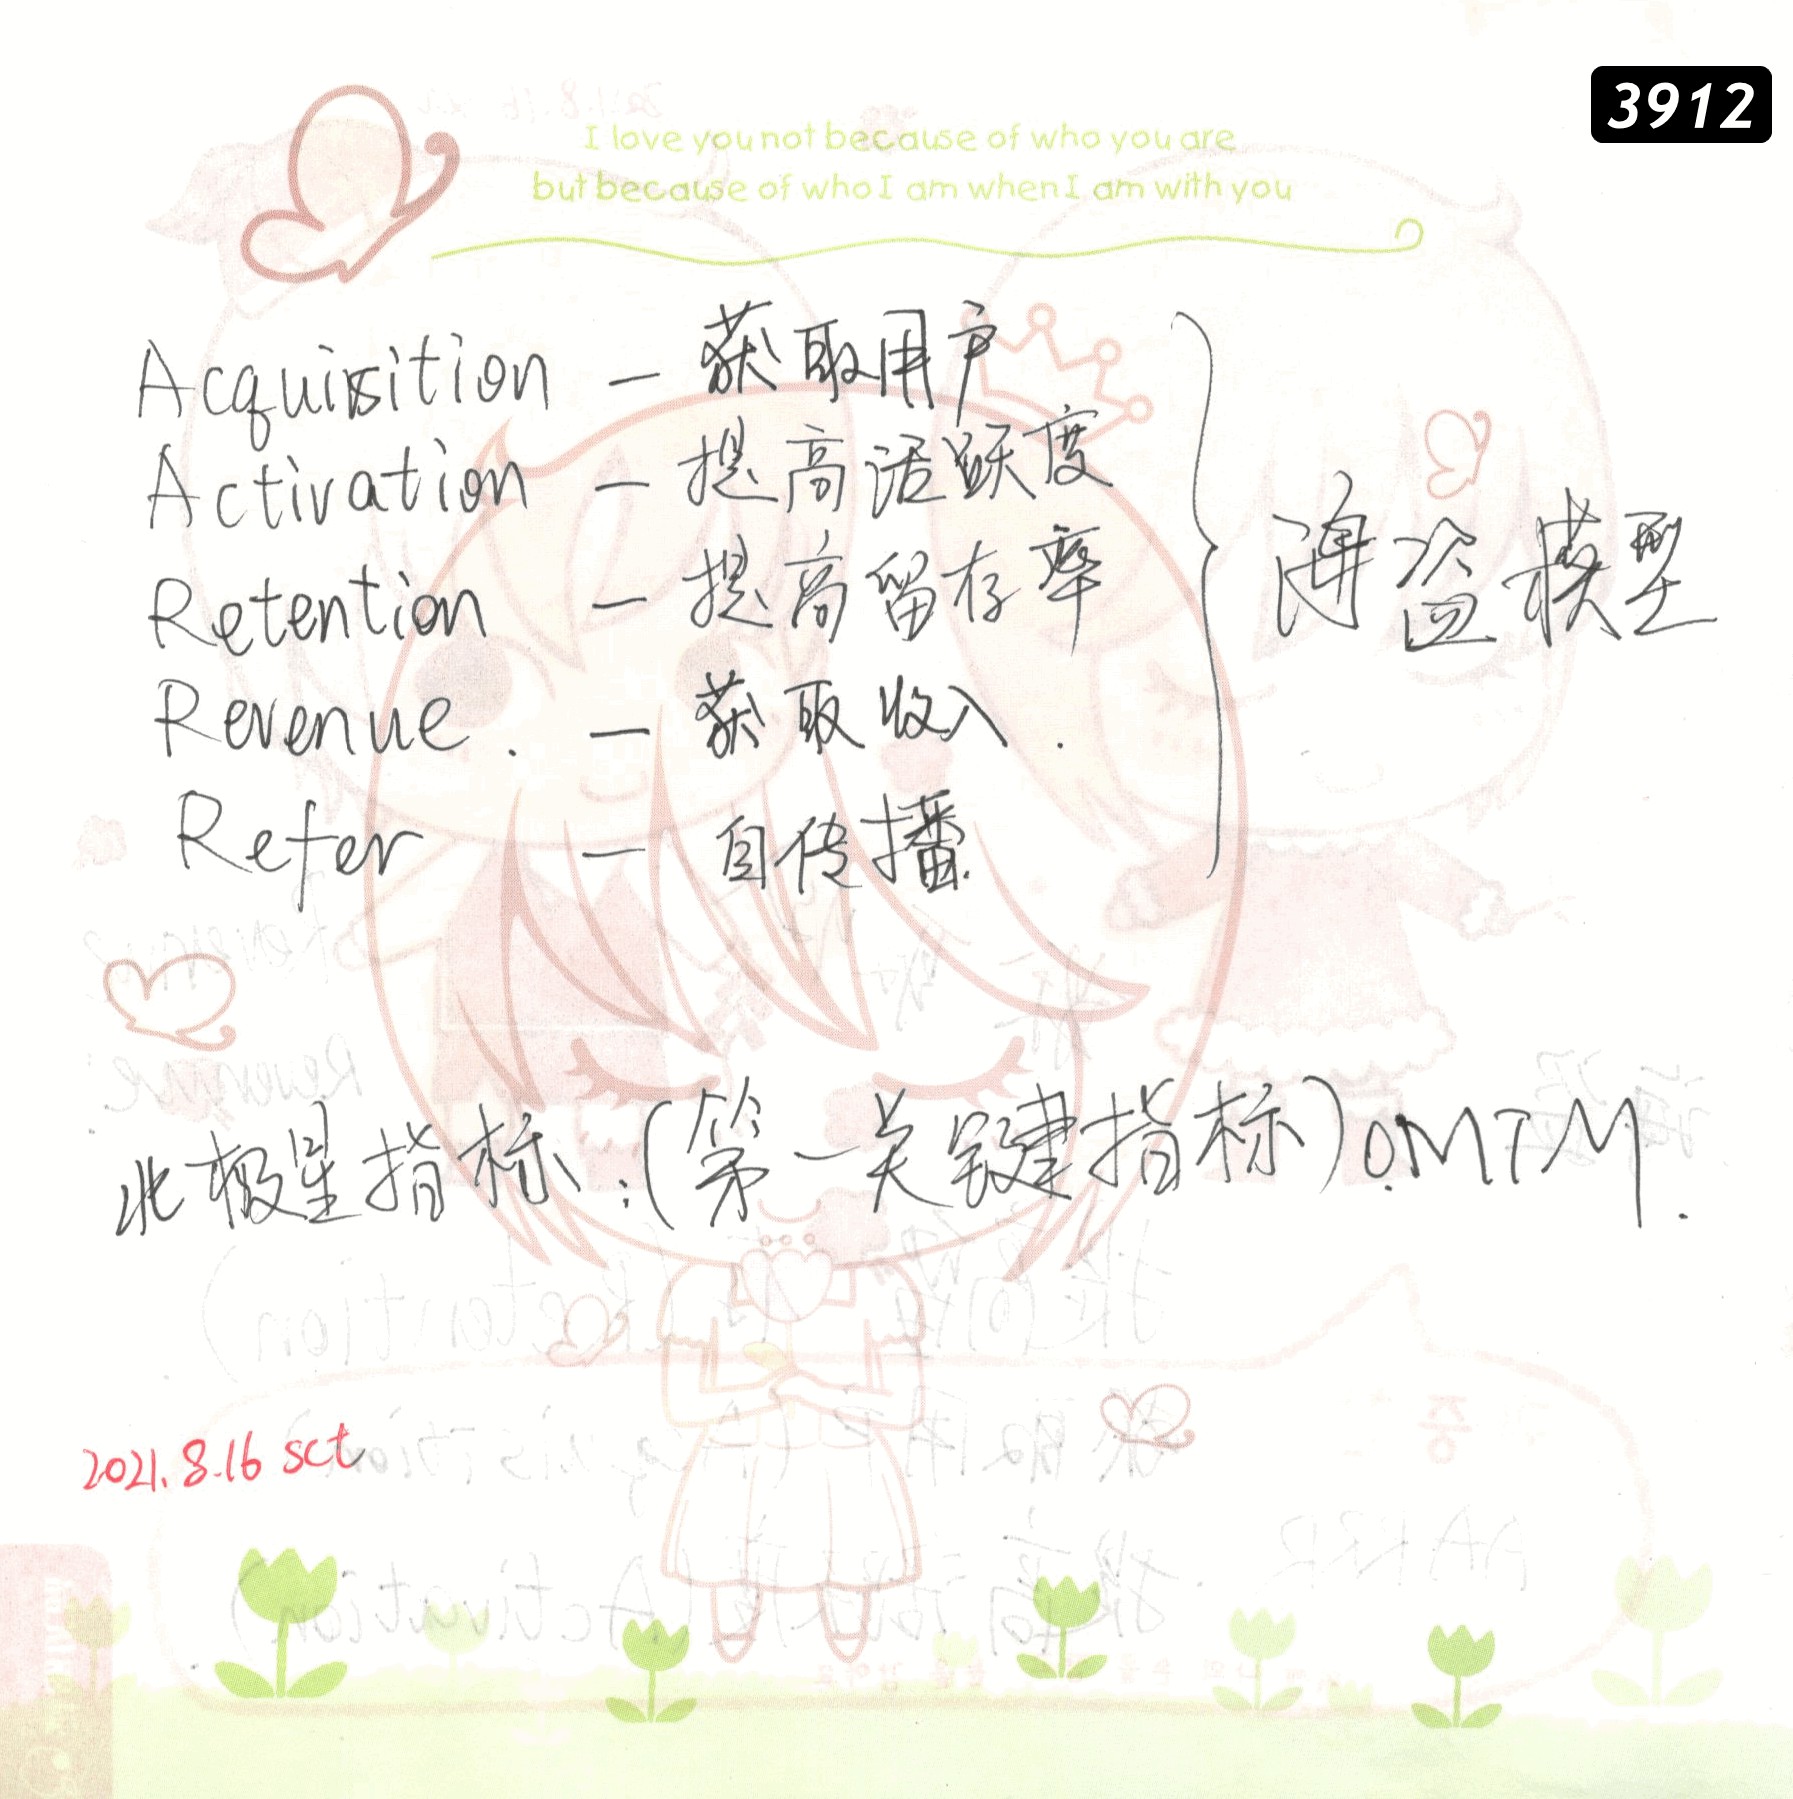 3912
I love you not because of who you are
but because of who I am when I am with you
Acquisition — 获取用户
Activation — 提高活跃度
Retention — 提高留存率
Revenue. — 获取收入.
Refer — 自传播.
海盗模型
北极星指标:(第一关键指标)OMTM.
2021.8.16 sct